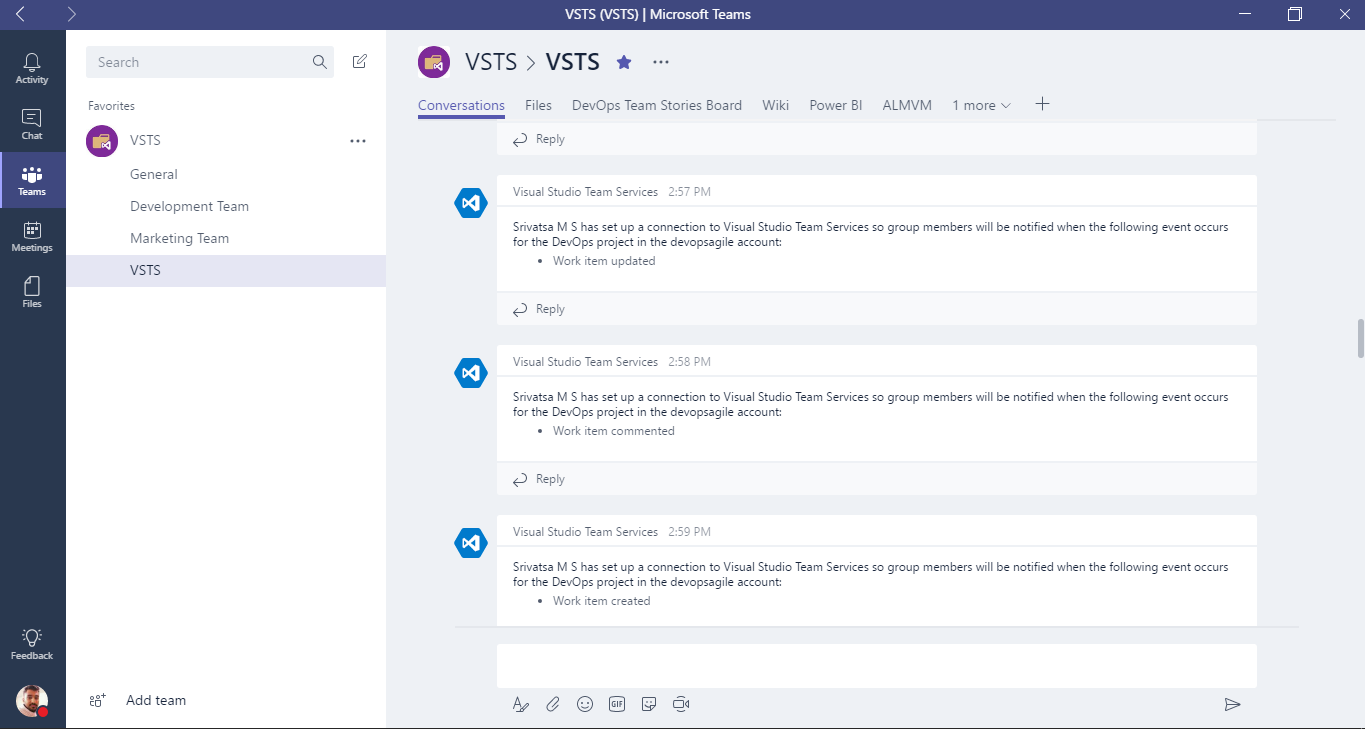 VSTS (VSTS) | Microsoft Teams
Activity
Chat
Teams
Meetings
Files
Feedback
Search
Favorites
VSTS
General
Development Team
Marketing Team
VSTS
Add team
VSTS > VSTS
Conversations Files DevOps Team Stories Board Wiki Power BI ALMVM 1 more
Reply
Visual Studio Team Services 2:57 PM
Srivatsa M S has set up a connection to Visual Studio Team Services so group members will be notified when the following event occurs
for the DevOps project in the devopsagile account:
• Work item updated
Reply
Visual Studio Team Services 2:58 PM
Srivatsa M S has set up a connection to Visual Studio Team Services so group members will be notified when the following event occurs
for the DevOps project in the devopsagile account:
• Work item commented
Reply
Visual Studio Team Services 2:59 PM
Srivatsa M S has set up a connection to Visual Studio Team Services so group members will be notified when the following event occurs
for the DevOps project in the devopsagile account:
• Work item created
GIF